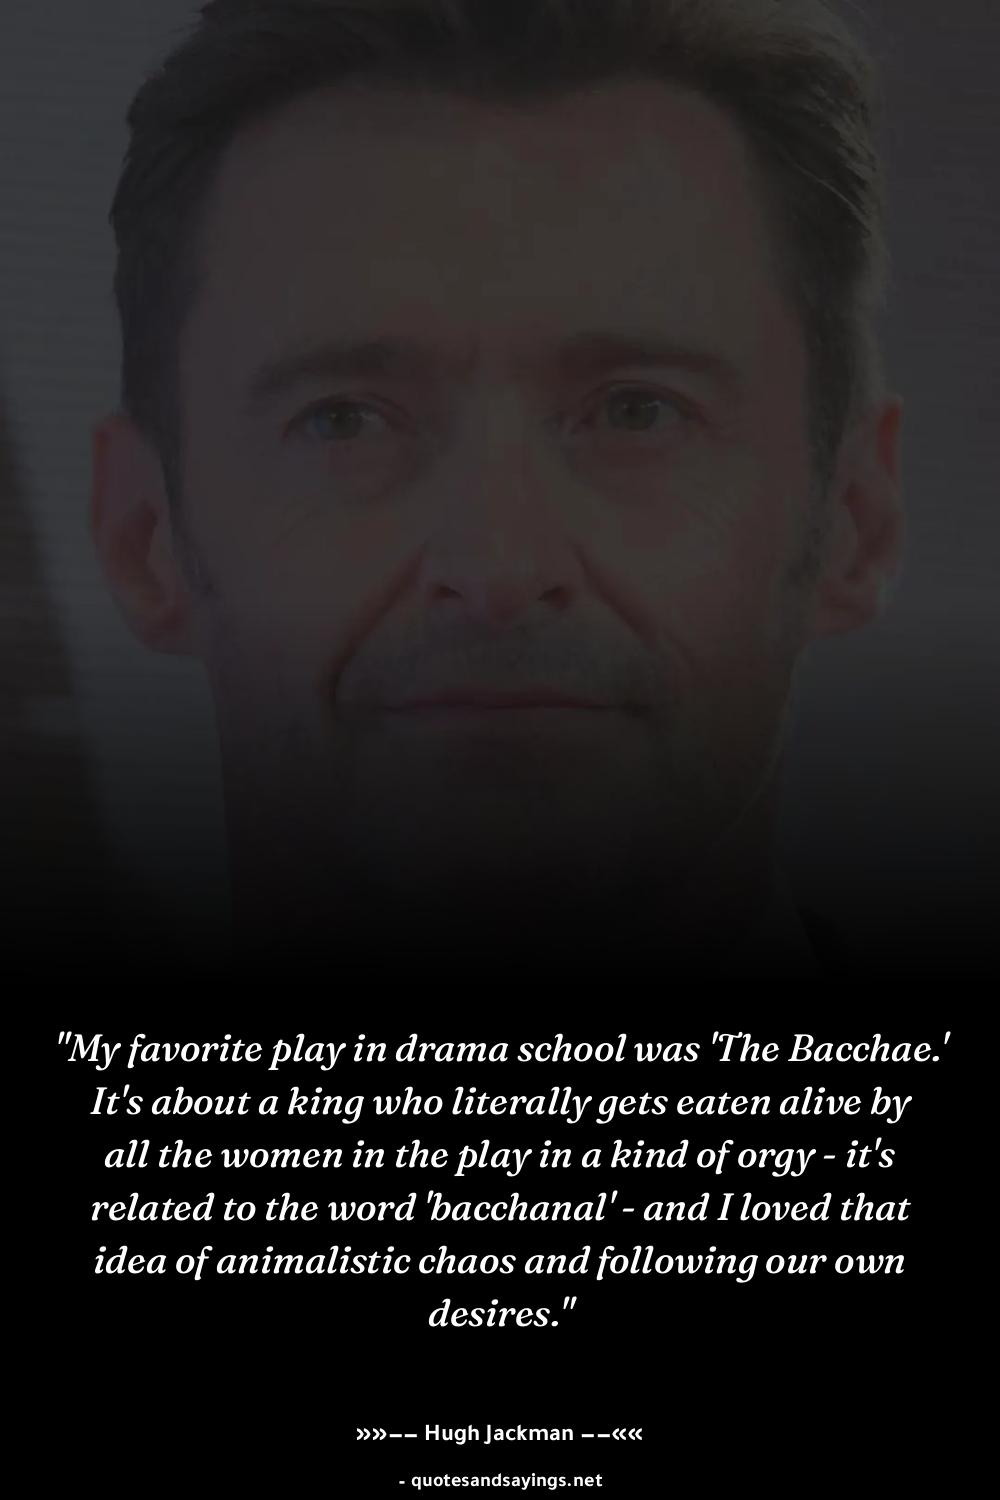 "My favorite play in drama school was 'The Bacchae.'
It's about a king who literally gets eaten alive by
all the women in the play in a kind of orgy - it's
related to the word 'bacchanal' - and I loved that
idea of animalistic chaos and following our own
desires."
»»–– Hugh Jackman ––««
- quotesandsayings.net